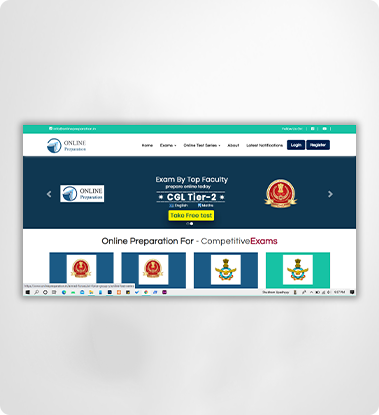 info@onlinepreparation.in
Follow Us On :
ONLINE
Preparation
Home Exams Online Test Series About Latest Notifications Login Register
Exam By Top Faculty
prepare online today
ONLINE
Preparation
CGL Tier-2
English Maths
Take Free test
Online Preparation For - CompetitiveExams